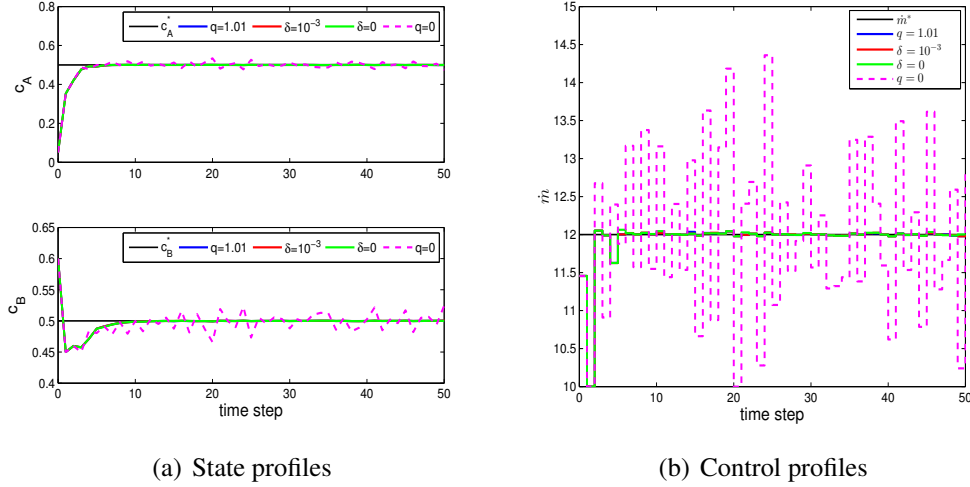 c_A^* q=1.01 δ=10^{-3} δ=0 q=0
0.8
0.6
0.4
0.2
0
c_A
0 10 20 30 40 50
c_B^* q=1.01 δ=10^{-3} δ=0 q=0
0.65
0.6
0.55
0.5
0.45
0.4
c_B
0 10 20 30 40 50
time step
(a) State profiles
ṁ*
q = 1.01
δ = 10^{-3}
δ = 0
q = 0
15
14.5
14
13.5
13
12.5
12
11.5
11
10.5
10
ṁ
0 10 20 30 40 50
time step
(b) Control profiles